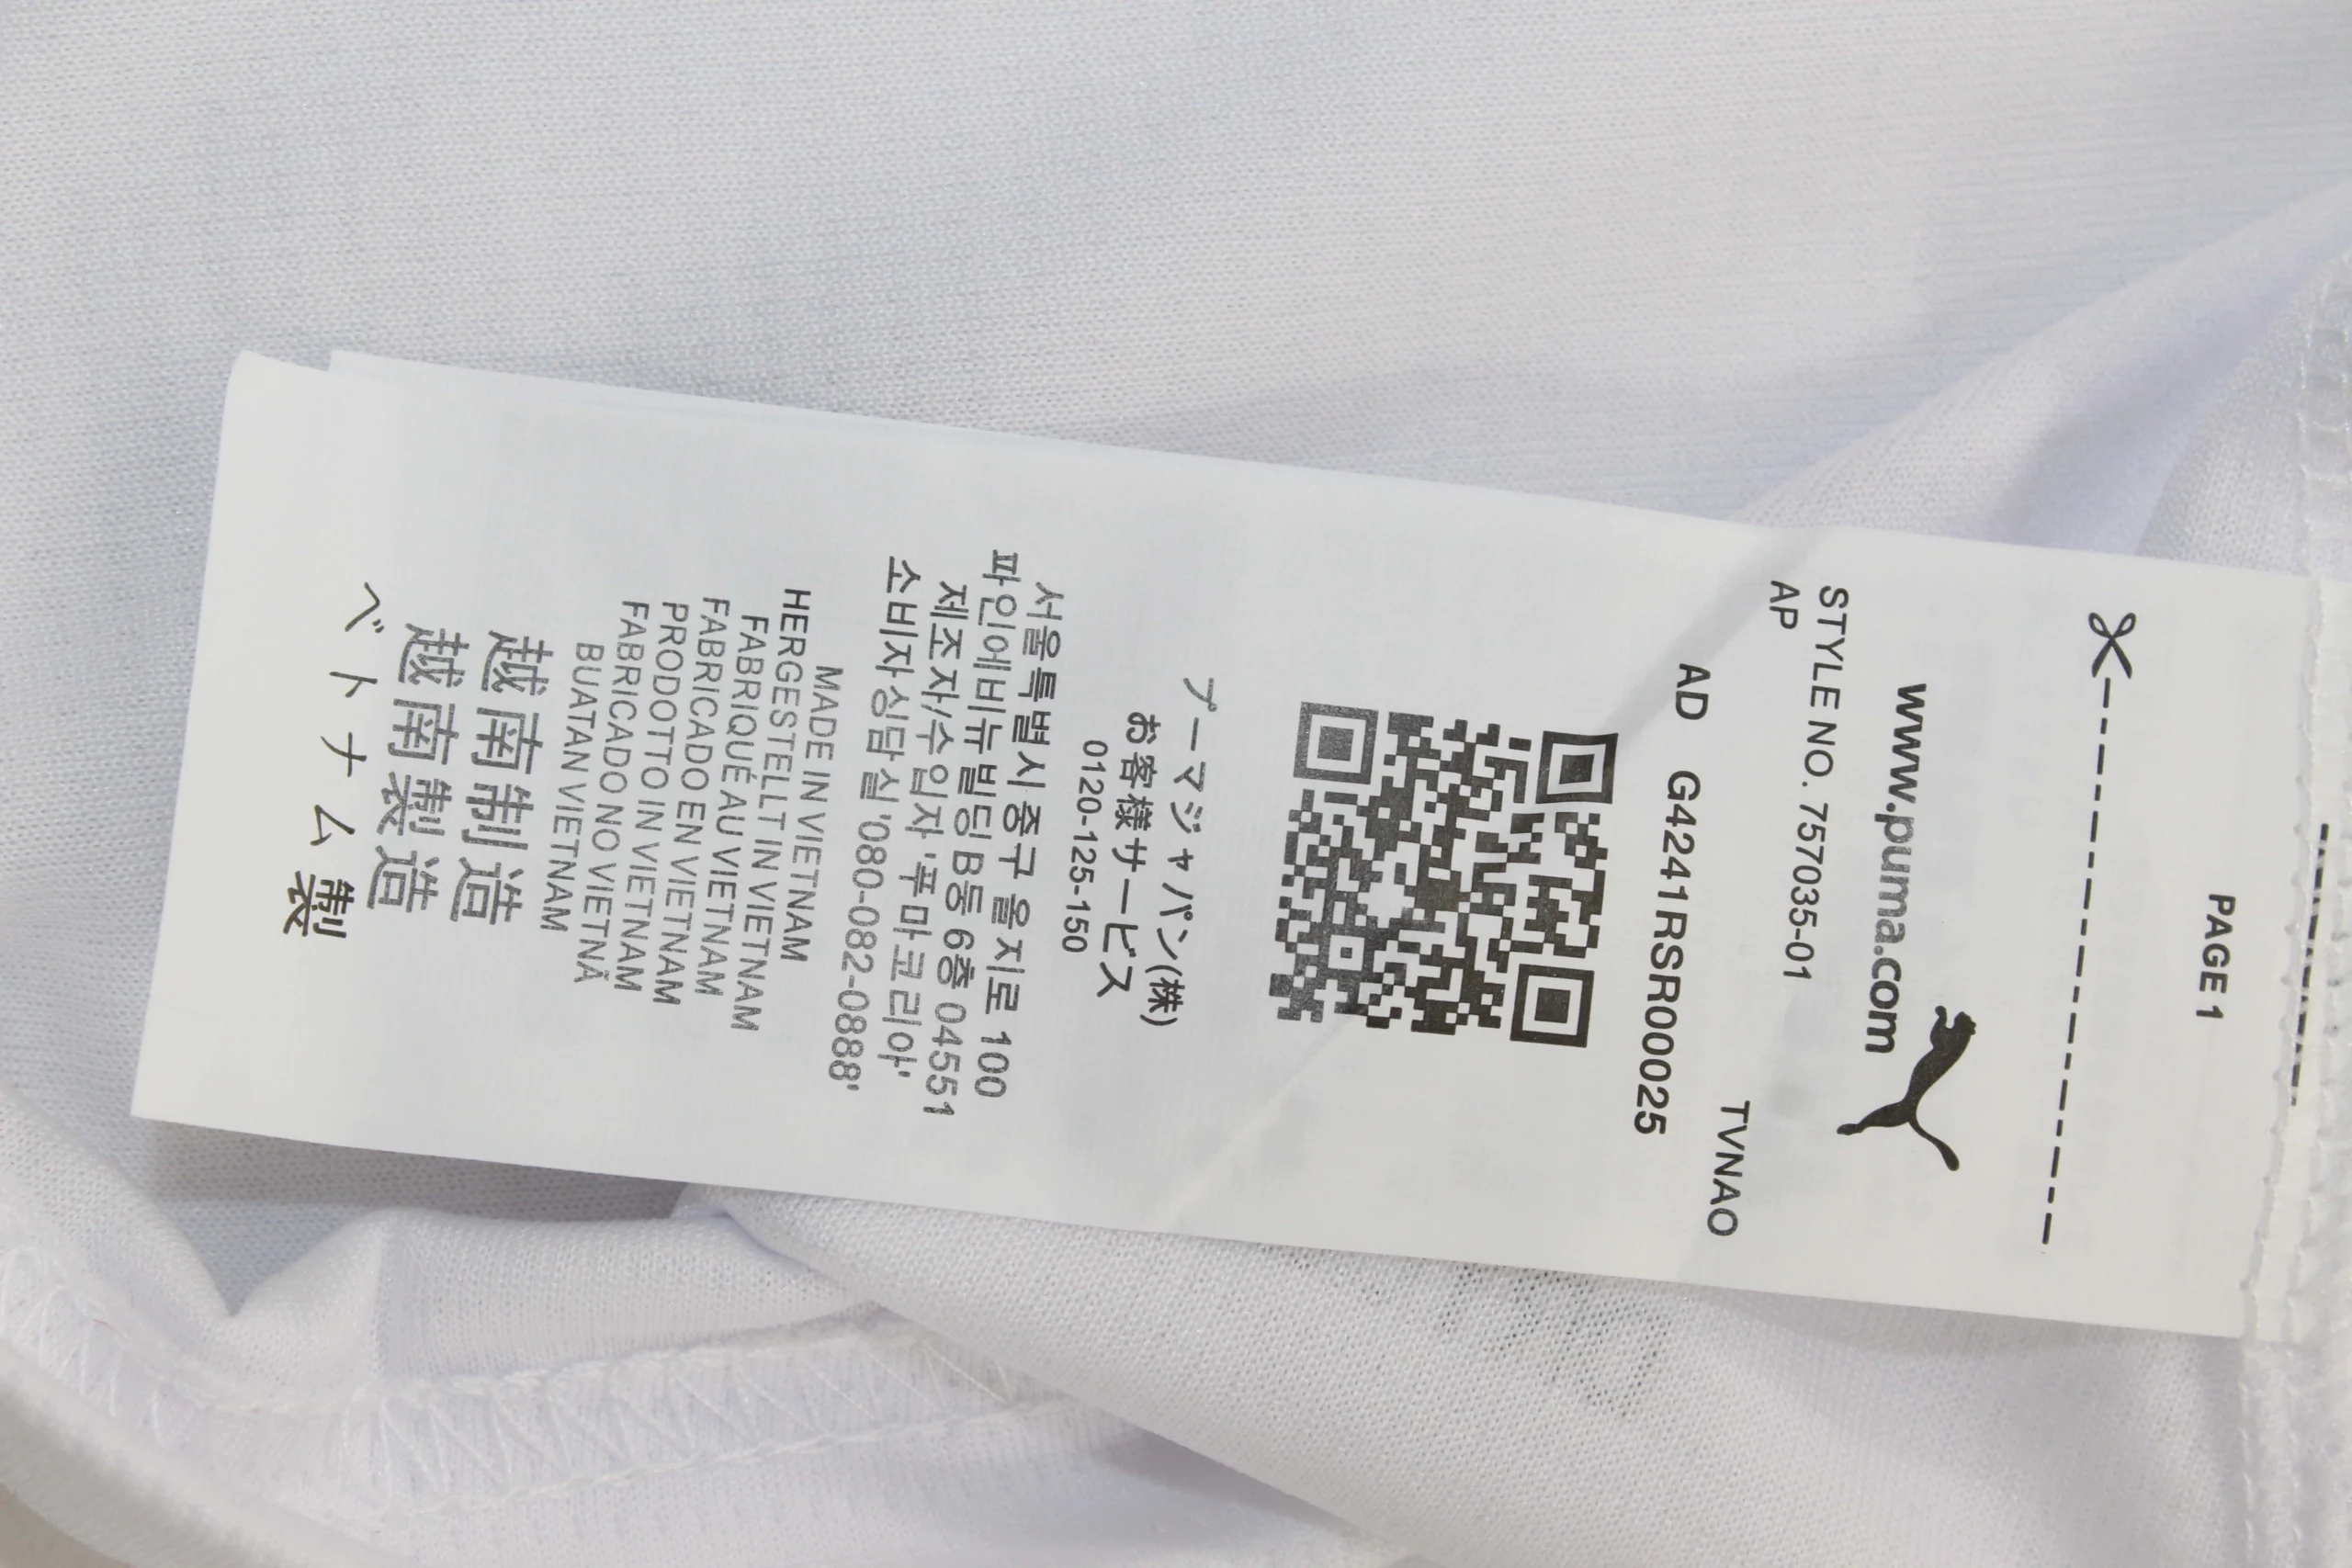 PAGE 1
www.puma.com
STYLE NO. 757035-01
AP
TVNAO
AD G4241RSR00025
プーマジャパン(株)
お客様サービス
0120-125-150
서울특별시 중구 을지로 100
파인에비뉴 빌딩 B동 6층 04551
제조자/수입자 '푸마코리아'
소비자상담실 '080-082-0888'
MADE IN VIETNAM
HERGESTELLT IN VIETNAM
FABRIQUÉ AU VIETNAM
FABRICADO EN VIETNAM
PRODOTTO IN VIETNAM
FABRICADO NO VIETNÃ
BUATAN VIETNAM
越南制造
越南製造
ベトナム製